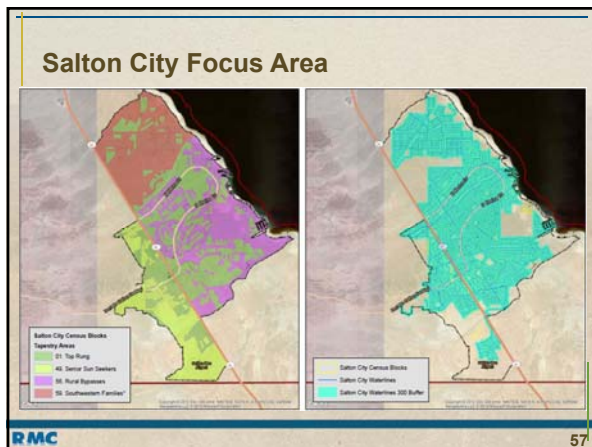 Salton City Focus Area
Salton City Census Blocks
Tapestry Areas
01. Top Rung
49. Senior Sun Seekers
56. Rural Bypasses
59. Southwestern Families*
Salton City Census Blocks
Salton City Waterlines
Salton City Waterlines 300 Buffer
RMC
57